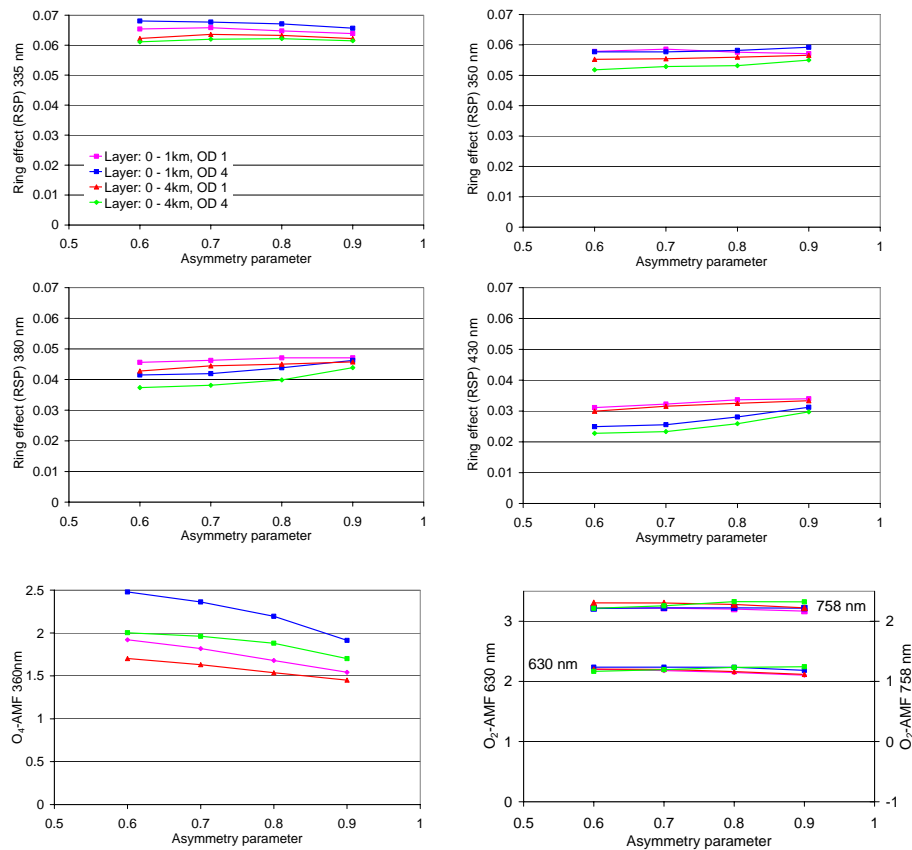 Ring effect (RSP) 335 nm
0.07
0.06
0.05
0.04
0.03
0.02
0.01
0
Layer: 0 - 1km, OD 1
Layer: 0 - 1km, OD 4
Layer: 0 - 4km, OD 1
Layer: 0 - 4km, OD 4
0.5 0.6 0.7 0.8 0.9 1
Asymmetry parameter
Ring effect (RSP) 350 nm
0.07
0.06
0.05
0.04
0.03
0.02
0.01
0
0.5 0.6 0.7 0.8 0.9 1
Asymmetry parameter
Ring effect (RSP) 380 nm
0.07
0.06
0.05
0.04
0.03
0.02
0.01
0
0.5 0.6 0.7 0.8 0.9 1
Asymmetry parameter
Ring effect (RSP) 430 nm
0.07
0.06
0.05
0.04
0.03
0.02
0.01
0
0.5 0.6 0.7 0.8 0.9 1
Asymmetry parameter
O₄-AMF 360nm
2.5
2
1.5
1
0.5
0
0.5 0.6 0.7 0.8 0.9 1
Asymmetry parameter
O₂-AMF 630 nm
3
2
1
0
758 nm
630 nm
2
1
0
-1
O₂-AMF 758 nm
0.5 0.6 0.7 0.8 0.9 1
Asymmetry parameter